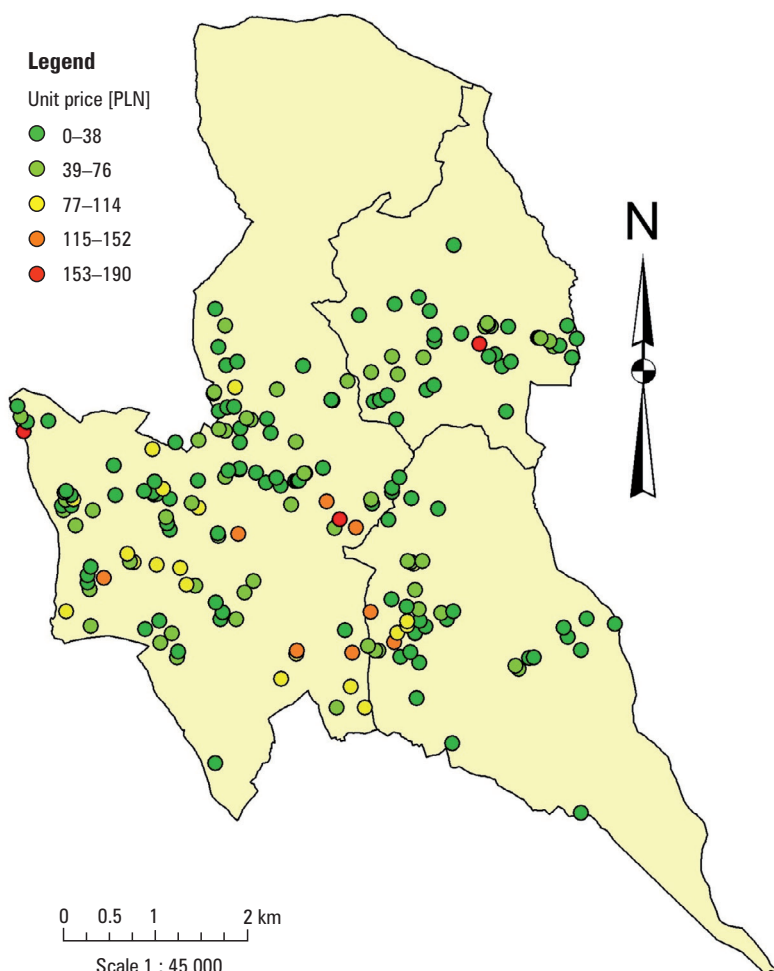 Legend
Unit price [PLN]
0–38
39–76
77–114
115–152
153–190
N
0 0.5 1 2 km
Scale 1 : 45 000